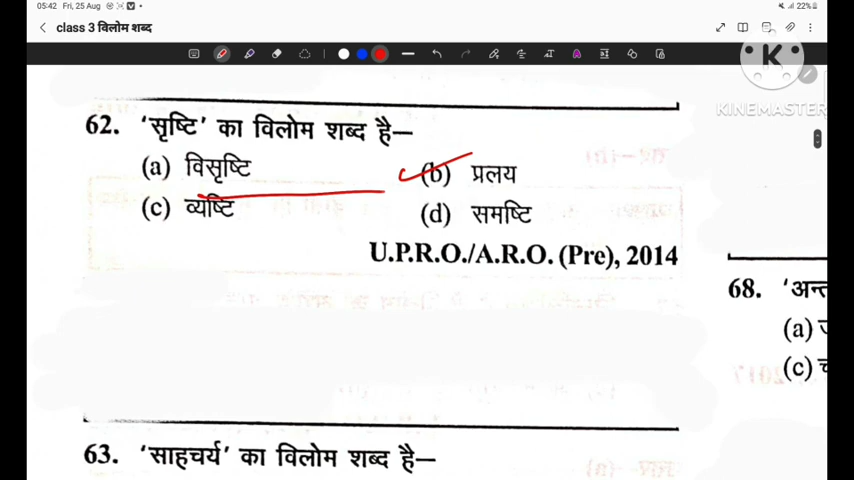 05:42 Fri, 25 Aug
22%
class 3 विलोम शब्द
K
KINEMASTER
62. 'सृष्टि' का विलोम शब्द है–
(a) विसृष्टि
(b) प्रलय
(c) व्यष्टि
(d) समष्टि
U.P.R.O./A.R.O. (Pre), 2014
68. 'अन्त
(a)
(c)
63. 'साहचर्य' का विलोम शब्द है–